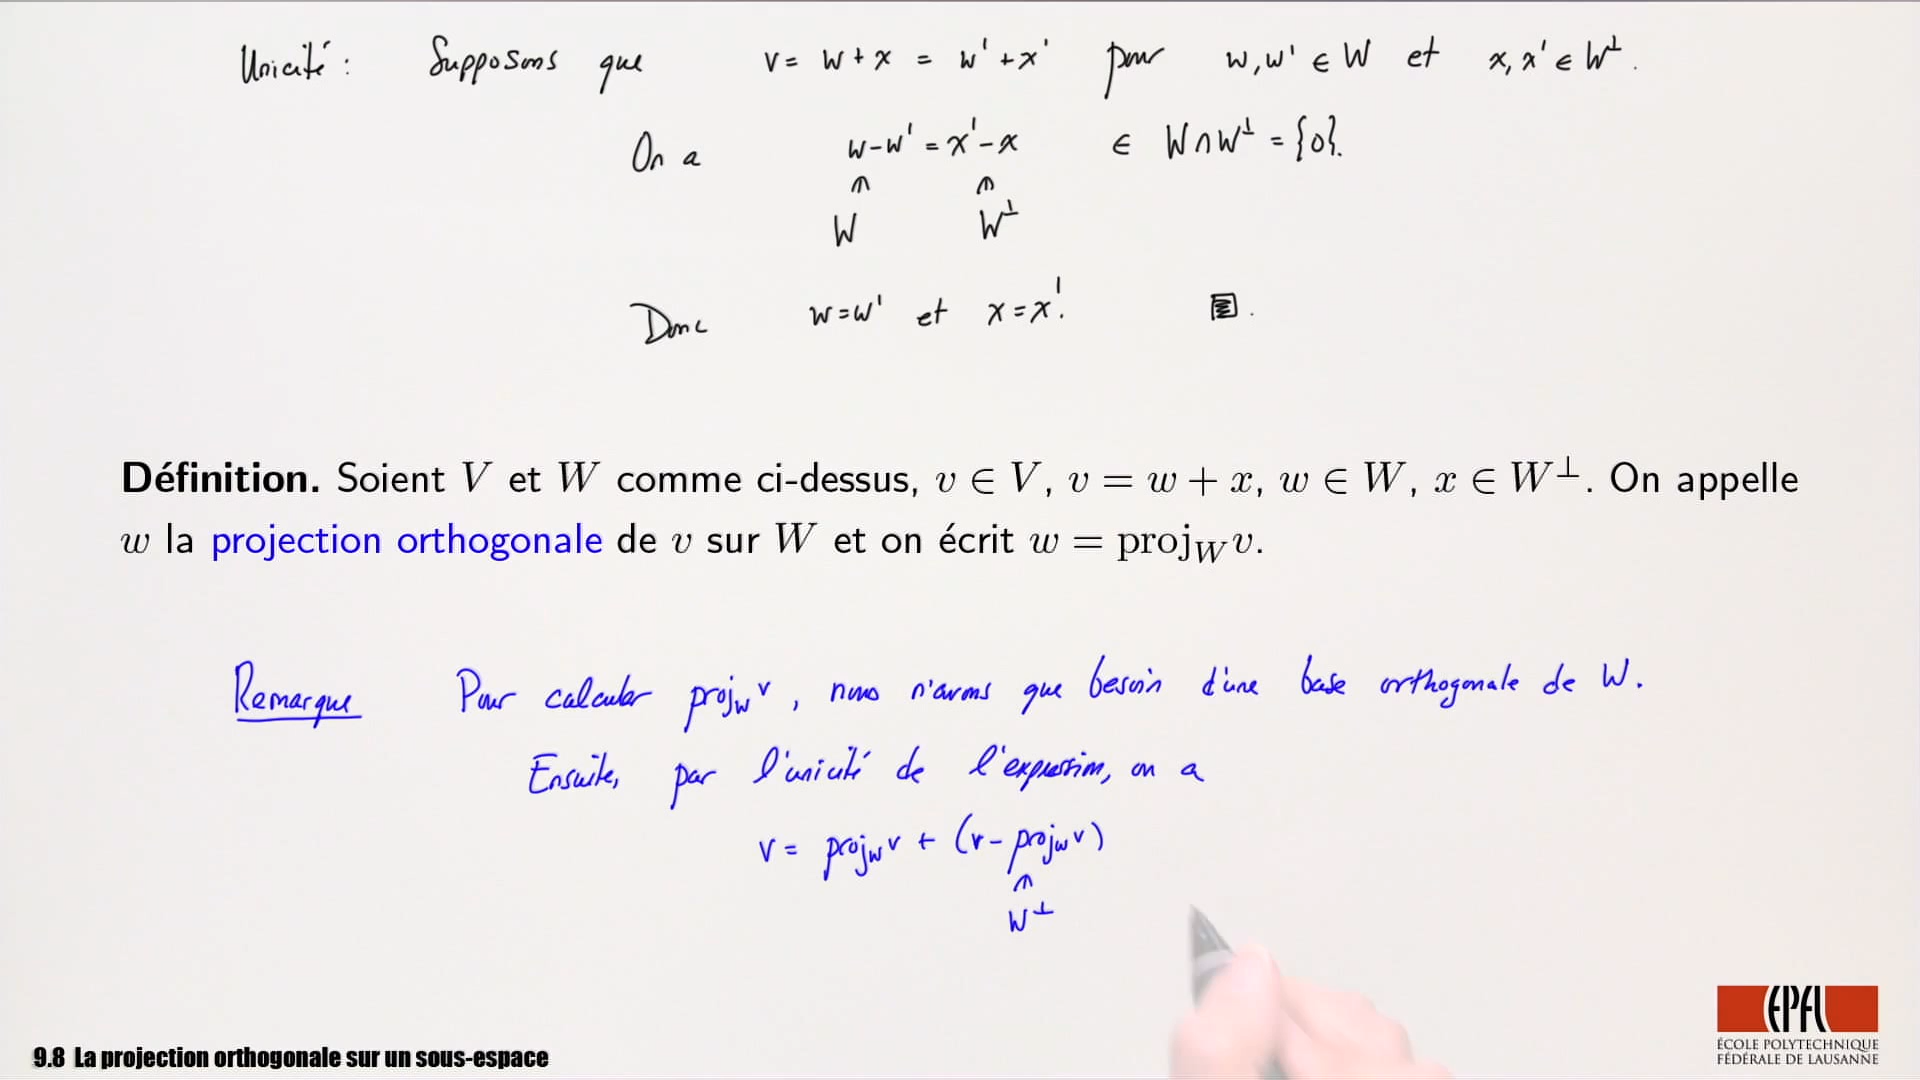 Unicité : Supposons que v = w + x = w' + x' pour w, w' ∈ W et x, x' ∈ W⊥.
On a w - w' = x' - x ∈ W ∩ W⊥ = {0}.
W W⊥
Donc w = w' et x = x'.
Définition. Soient V et W comme ci-dessus, v ∈ V, v = w + x, w ∈ W, x ∈ W⊥. On appelle
w la projection orthogonale de v sur W et on écrit w = proj_W v.
Remarque Pour calculer proj_W v, nous n'avons que besoin d'une base orthogonale de W.
Ensuite, par l'unicité de l'expression, on a
v = proj_W v + (v - proj_W v)
W⊥
EPFL
ÉCOLE POLYTECHNIQUE
FÉDÉRALE DE LAUSANNE
9.8 La projection orthogonale sur un sous-espace